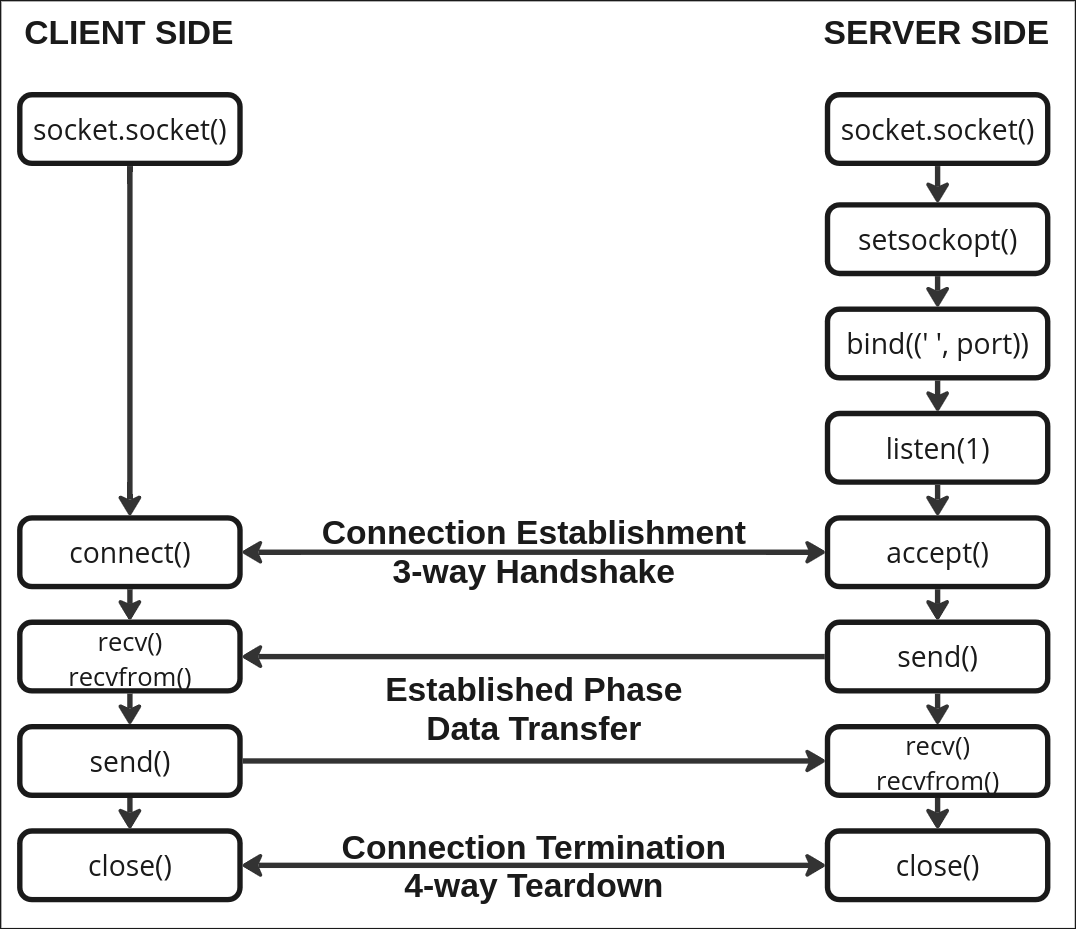 CLIENT SIDE
SERVER SIDE
socket.socket()
socket.socket()
setsockopt()
bind((' ', port))
listen(1)
connect()
Connection Establishment
3-way Handshake
accept()
recv()
recvfrom()
send()
Established Phase
Data Transfer
send()
recv()
recvfrom()
close()
Connection Termination
4-way Teardown
close()